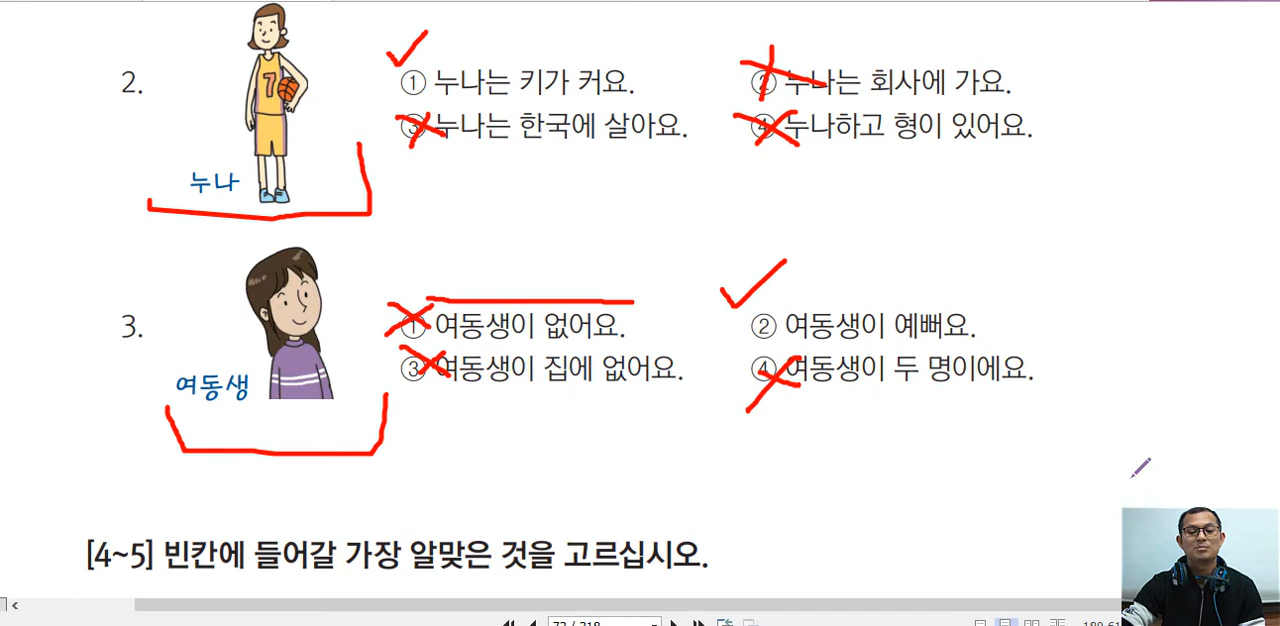 2.
7
누나
① 누나는 키가 커요.
② 누나는 회사에 가요.
③ 누나는 한국에 살아요.
④ 누나하고 형이 있어요.
3.
여동생
① 여동생이 없어요.
② 여동생이 예뻐요.
③ 여동생이 집에 없어요.
④ 여동생이 두 명이에요.
[4~5] 빈칸에 들어갈 가장 알맞은 것을 고르십시오.